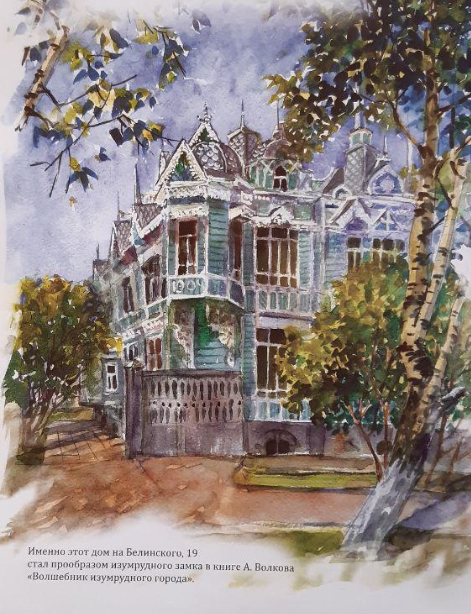 Именно этот дом на Белинского, 19
стал прообразом изумрудного замка в книге А. Волкова
«Волшебник изумрудного города».